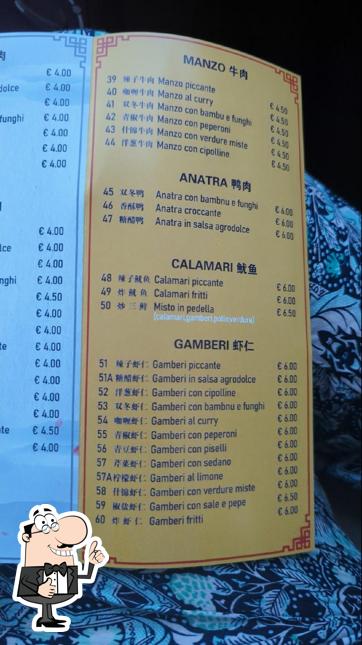 肉
€ 4.00
dolce € 4.00
€ 4.00
funghi € 4.00
€ 4.00
€ 4.00
€ 4.00
€ 4.00
lce € 4.00
€ 4.00
nghi € 4.00
€ 4.50
€ 4.00
€ 4.00
te € 4.00
€ 4.00
€ 4.00
€ 4.00
te € 4.50
€ 4.00
MANZO 牛肉
39 辣子牛肉 Manzo piccante € 4.50
40 咖喱牛肉 Manzo al curry € 4.50
41 双冬牛肉 Manzo con bambu e funghi € 4.50
42 青椒牛肉 Manzo con peperoni € 4.50
43 什锦牛肉 Manzo con verdure miste € 4.50
44 洋葱牛肉 Manzo con cipolline € 4.50
ANATRA 鸭肉
45 双冬鸭 Anatra con bambnu e funghi € 6.00
46 香酥鸭 Anatra croccante € 6.00
47 糖醋鸭 Anatra in salsa agrodolce € 6.00
CALAMARI 鱿鱼
48 辣子鱿鱼 Calamari piccante € 6.00
49 炸鱿鱼 Calamari fritti € 6.00
50 炒三鲜 Misto in pedella € 6.50
(calamari,gamberi,pollo,verdure)
GAMBERI 虾仁
51 辣子虾仁 Gamberi piccante € 6.00
51A 糖醋虾仁 Gamberi in salsa agrodolce € 6.00
52 洋葱虾仁 Gamberi con cipolline € 6.00
53 双冬虾仁 Gamberi con bambnu e funghi € 6.00
54 咖喱虾仁 Gamberi al curry € 6.00
55 青椒虾仁 Gamberi con peperoni € 6.00
56 青豆虾仁 Gamberi con piselli € 6.00
57 芹菜虾仁 Gamberi con sedano € 6.00
57A 柠檬虾仁 Gamberi al limone € 6.00
58 什锦虾仁 Gamberi con verdure miste € 6.00
59 椒盐虾仁 Gamberi con sale e pepe € 6.50
60 炸虾仁 Gamberi fritti € 6.00